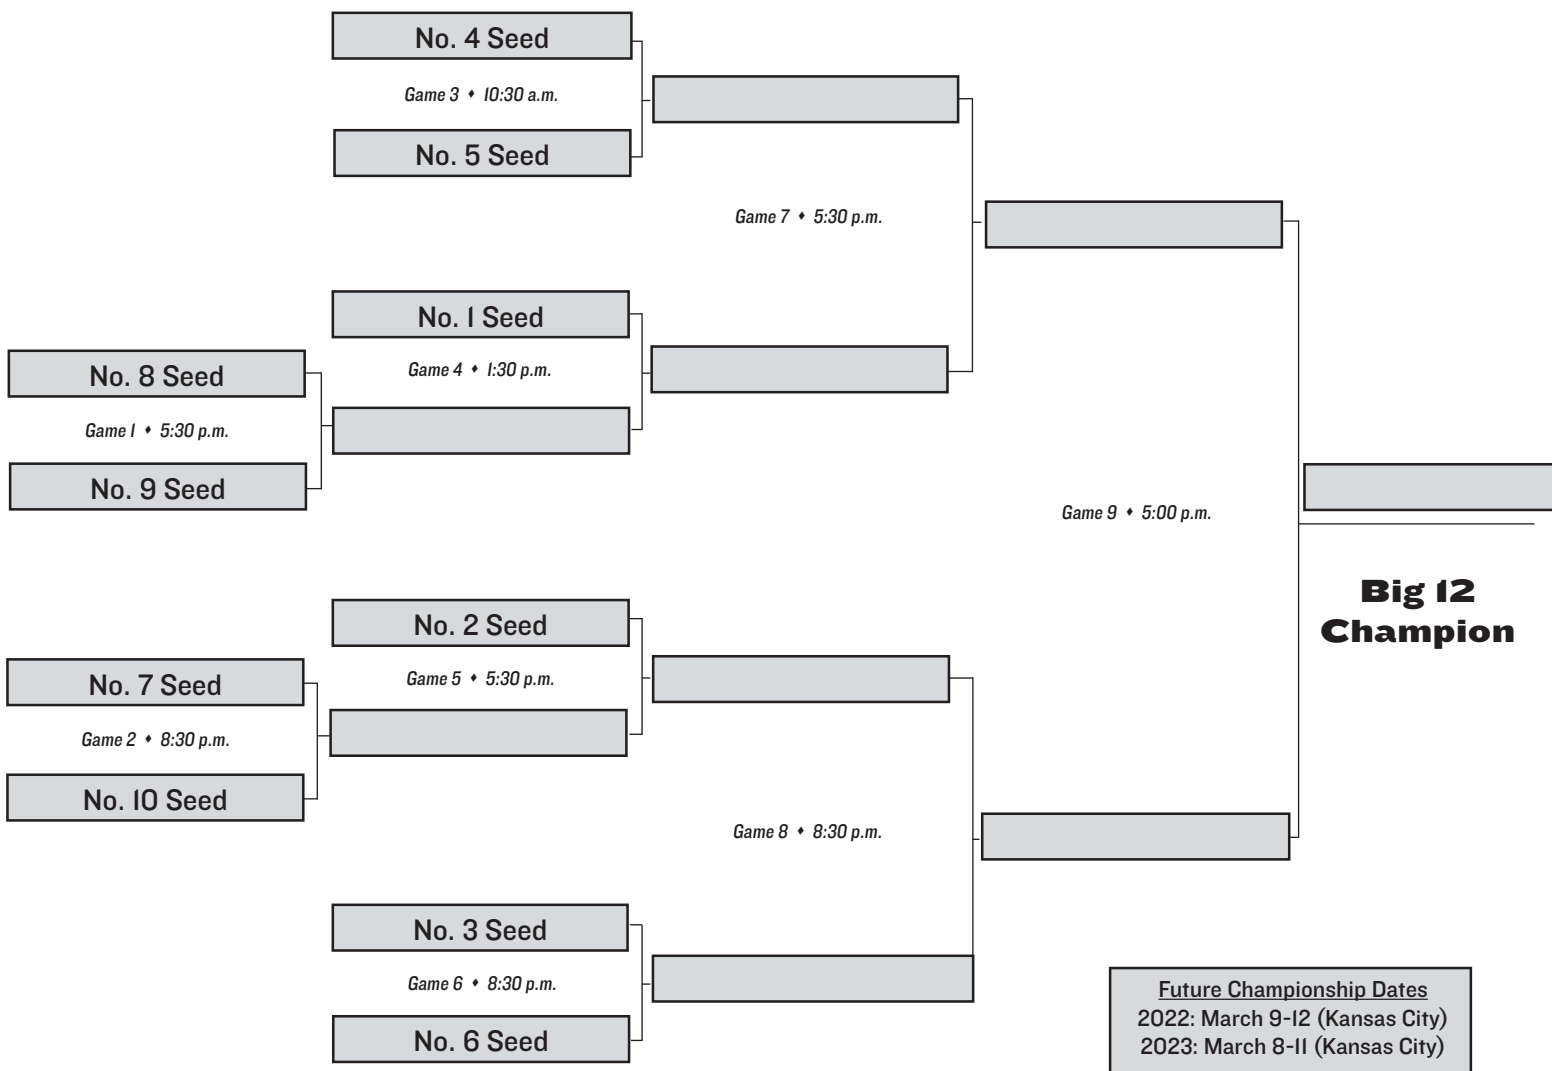 No. 4 Seed
Game 3 ♦ 10:30 a.m.
No. 5 Seed
Game 7 ♦ 5:30 p.m.
No. 1 Seed
No. 8 Seed
Game 4 ♦ 1:30 p.m.
Game 1 ♦ 5:30 p.m.
No. 9 Seed
Game 9 ♦ 5:00 p.m.
Big 12
Champion
No. 2 Seed
No. 7 Seed
Game 5 ♦ 5:30 p.m.
Game 2 ♦ 8:30 p.m.
No. 10 Seed
Game 8 ♦ 8:30 p.m.
No. 3 Seed
Game 6 ♦ 8:30 p.m.
No. 6 Seed
Future Championship Dates
2022: March 9-12 (Kansas City)
2023: March 8-11 (Kansas City)